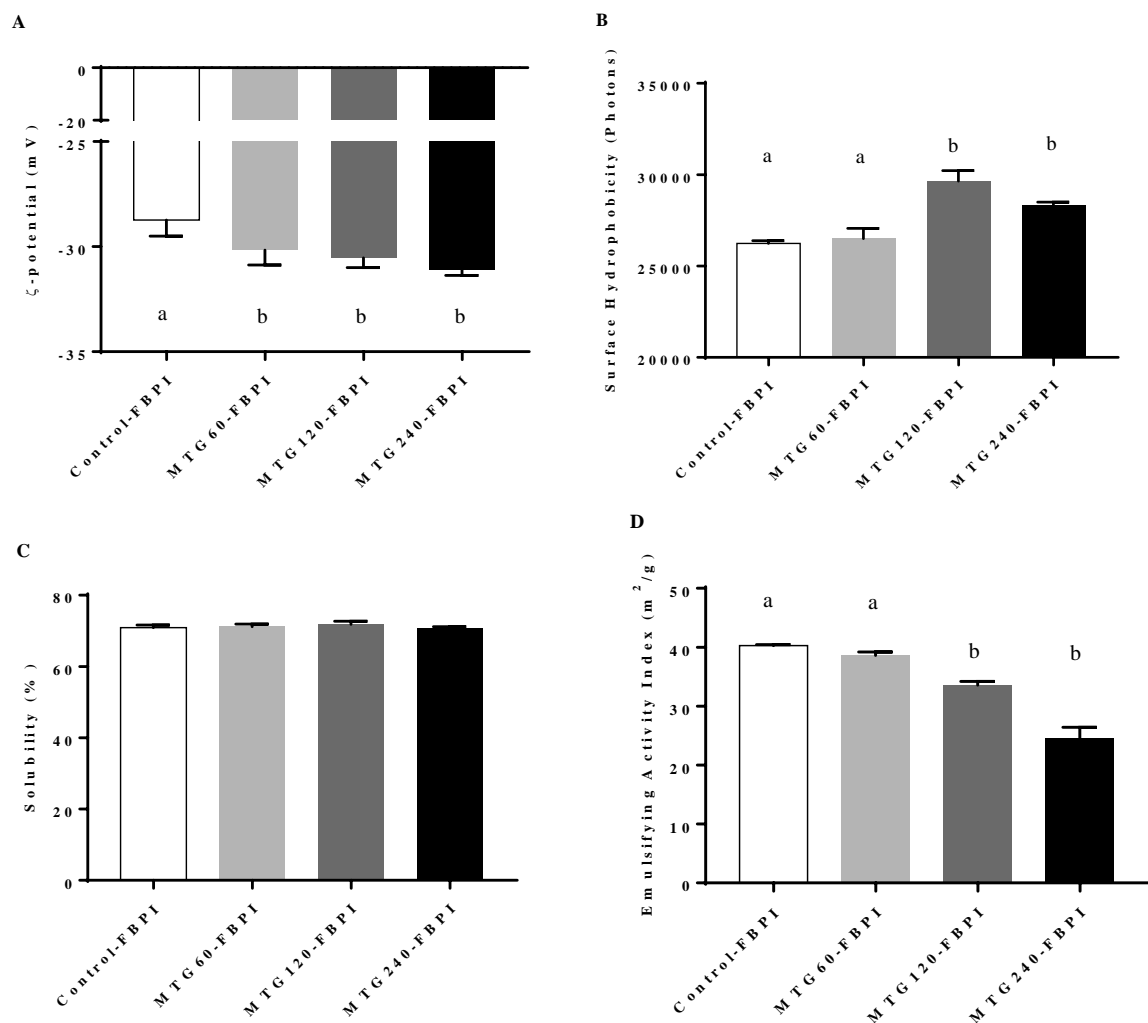 A
ζ-potential (mV)
0
-20
-25
-30
-35
a
b
b
b
Control-FBPI
MTG60-FBPI
MTG120-FBPI
MTG240-FBPI
B
Surface Hydrophobicity (Photons)
35000
30000
25000
20000
a
a
b
b
Control-FBPI
MTG60-FBPI
MTG120-FBPI
MTG240-FBPI
C
Solubility (%)
80
60
40
20
0
Control-FBPI
MTG60-FBPI
MTG120-FBPI
MTG240-FBPI
D
Emulsifying Activity Index (m²/g)
50
40
30
20
10
0
a
a
b
b
Control-FBPI
MTG60-FBPI
MTG120-FBPI
MTG240-FBPI